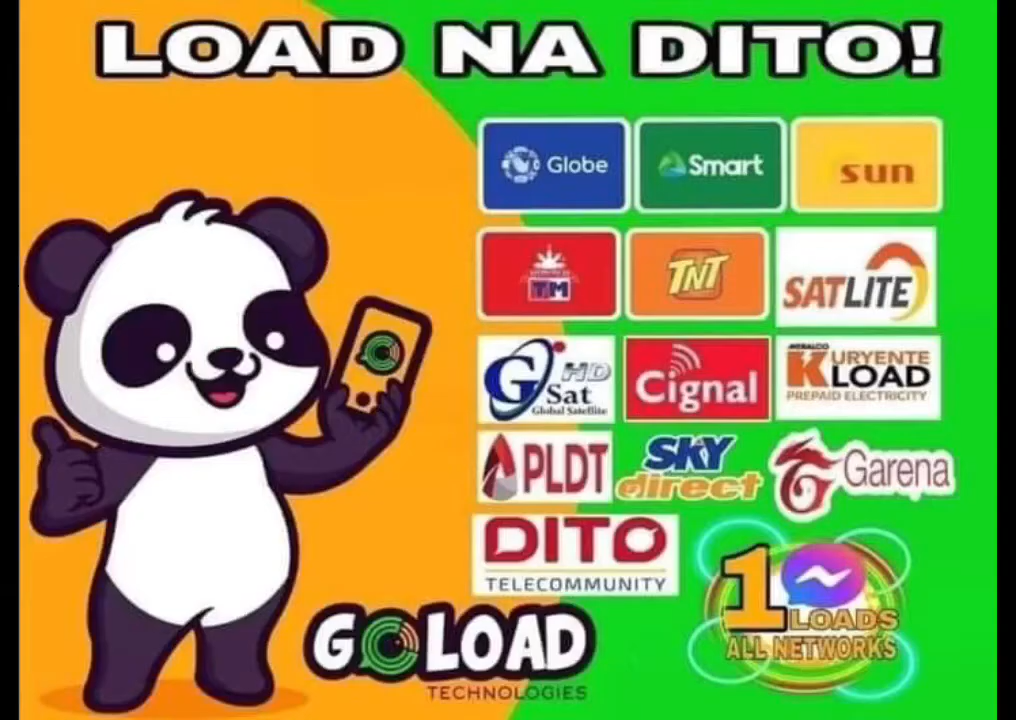 LOAD NA DITO!
Globe
Smart
sun
TM
TNT
SATLITE
G
HD
Sat
Global Satellite
Cignal
MERALCO
KURYENTE
LOAD
PREPAID ELECTRICITY
PLDT
SKY
direct
Garena
DITO
TELECOMMUNITY
1
LOADS
ALL NETWORKS
GOLOAD
TECHNOLOGIES